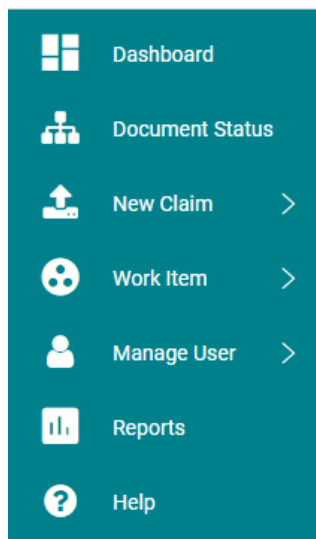 Dashboard
Document Status
New Claim
Work Item
Manage User
Reports
Help